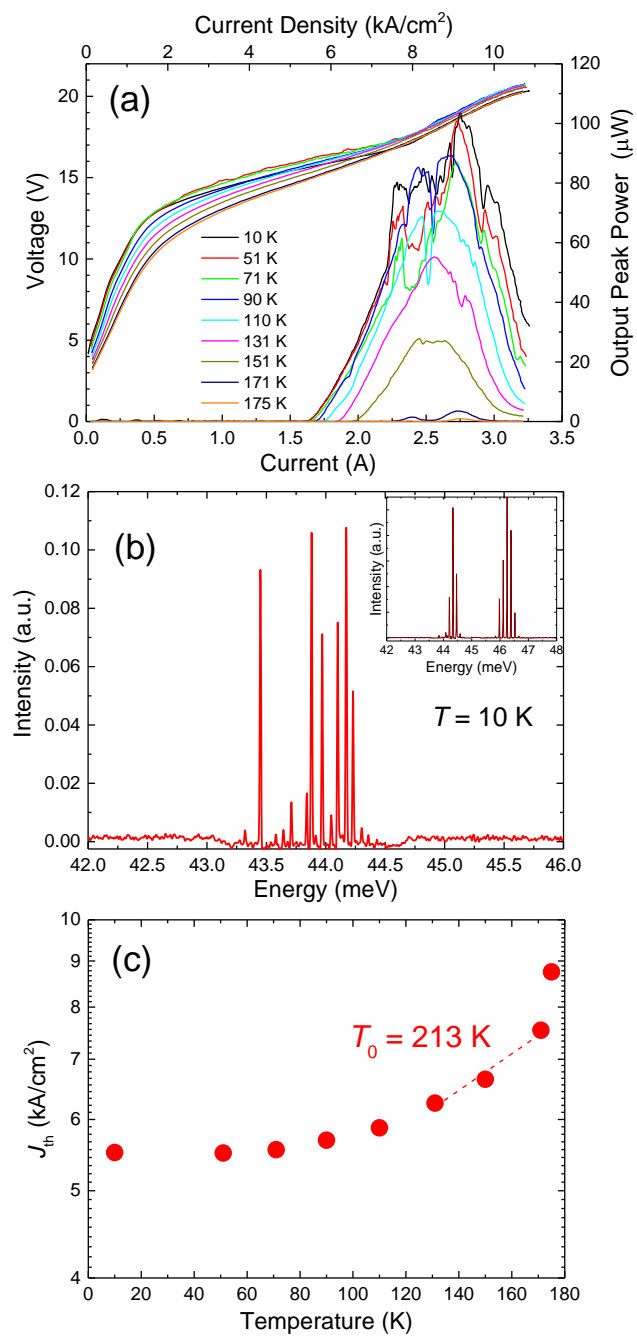 Current Density (kA/cm²)
0 2 4 6 8 10
(a)
Voltage (V)
20
15
10
5
0
120
100
80
60
40
20
0
Output Peak Power (μW)
10 K
51 K
71 K
90 K
110 K
131 K
151 K
171 K
175 K
0.0 0.5 1.0 1.5 2.0 2.5 3.0 3.5
Current (A)
(b)
Intensity (a.u.)
0.12
0.10
0.08
0.06
0.04
0.02
0.00
Intensity (a.u.)
42 43 44 45 46 47 48
Energy (meV)
T = 10 K
42.0 42.5 43.0 43.5 44.0 44.5 45.0 45.5 46.0
Energy (meV)
(c)
J_th (kA/cm²)
10
9
8
7
6
5
4
T₀ = 213 K
0 20 40 60 80 100 120 140 160 180
Temperature (K)